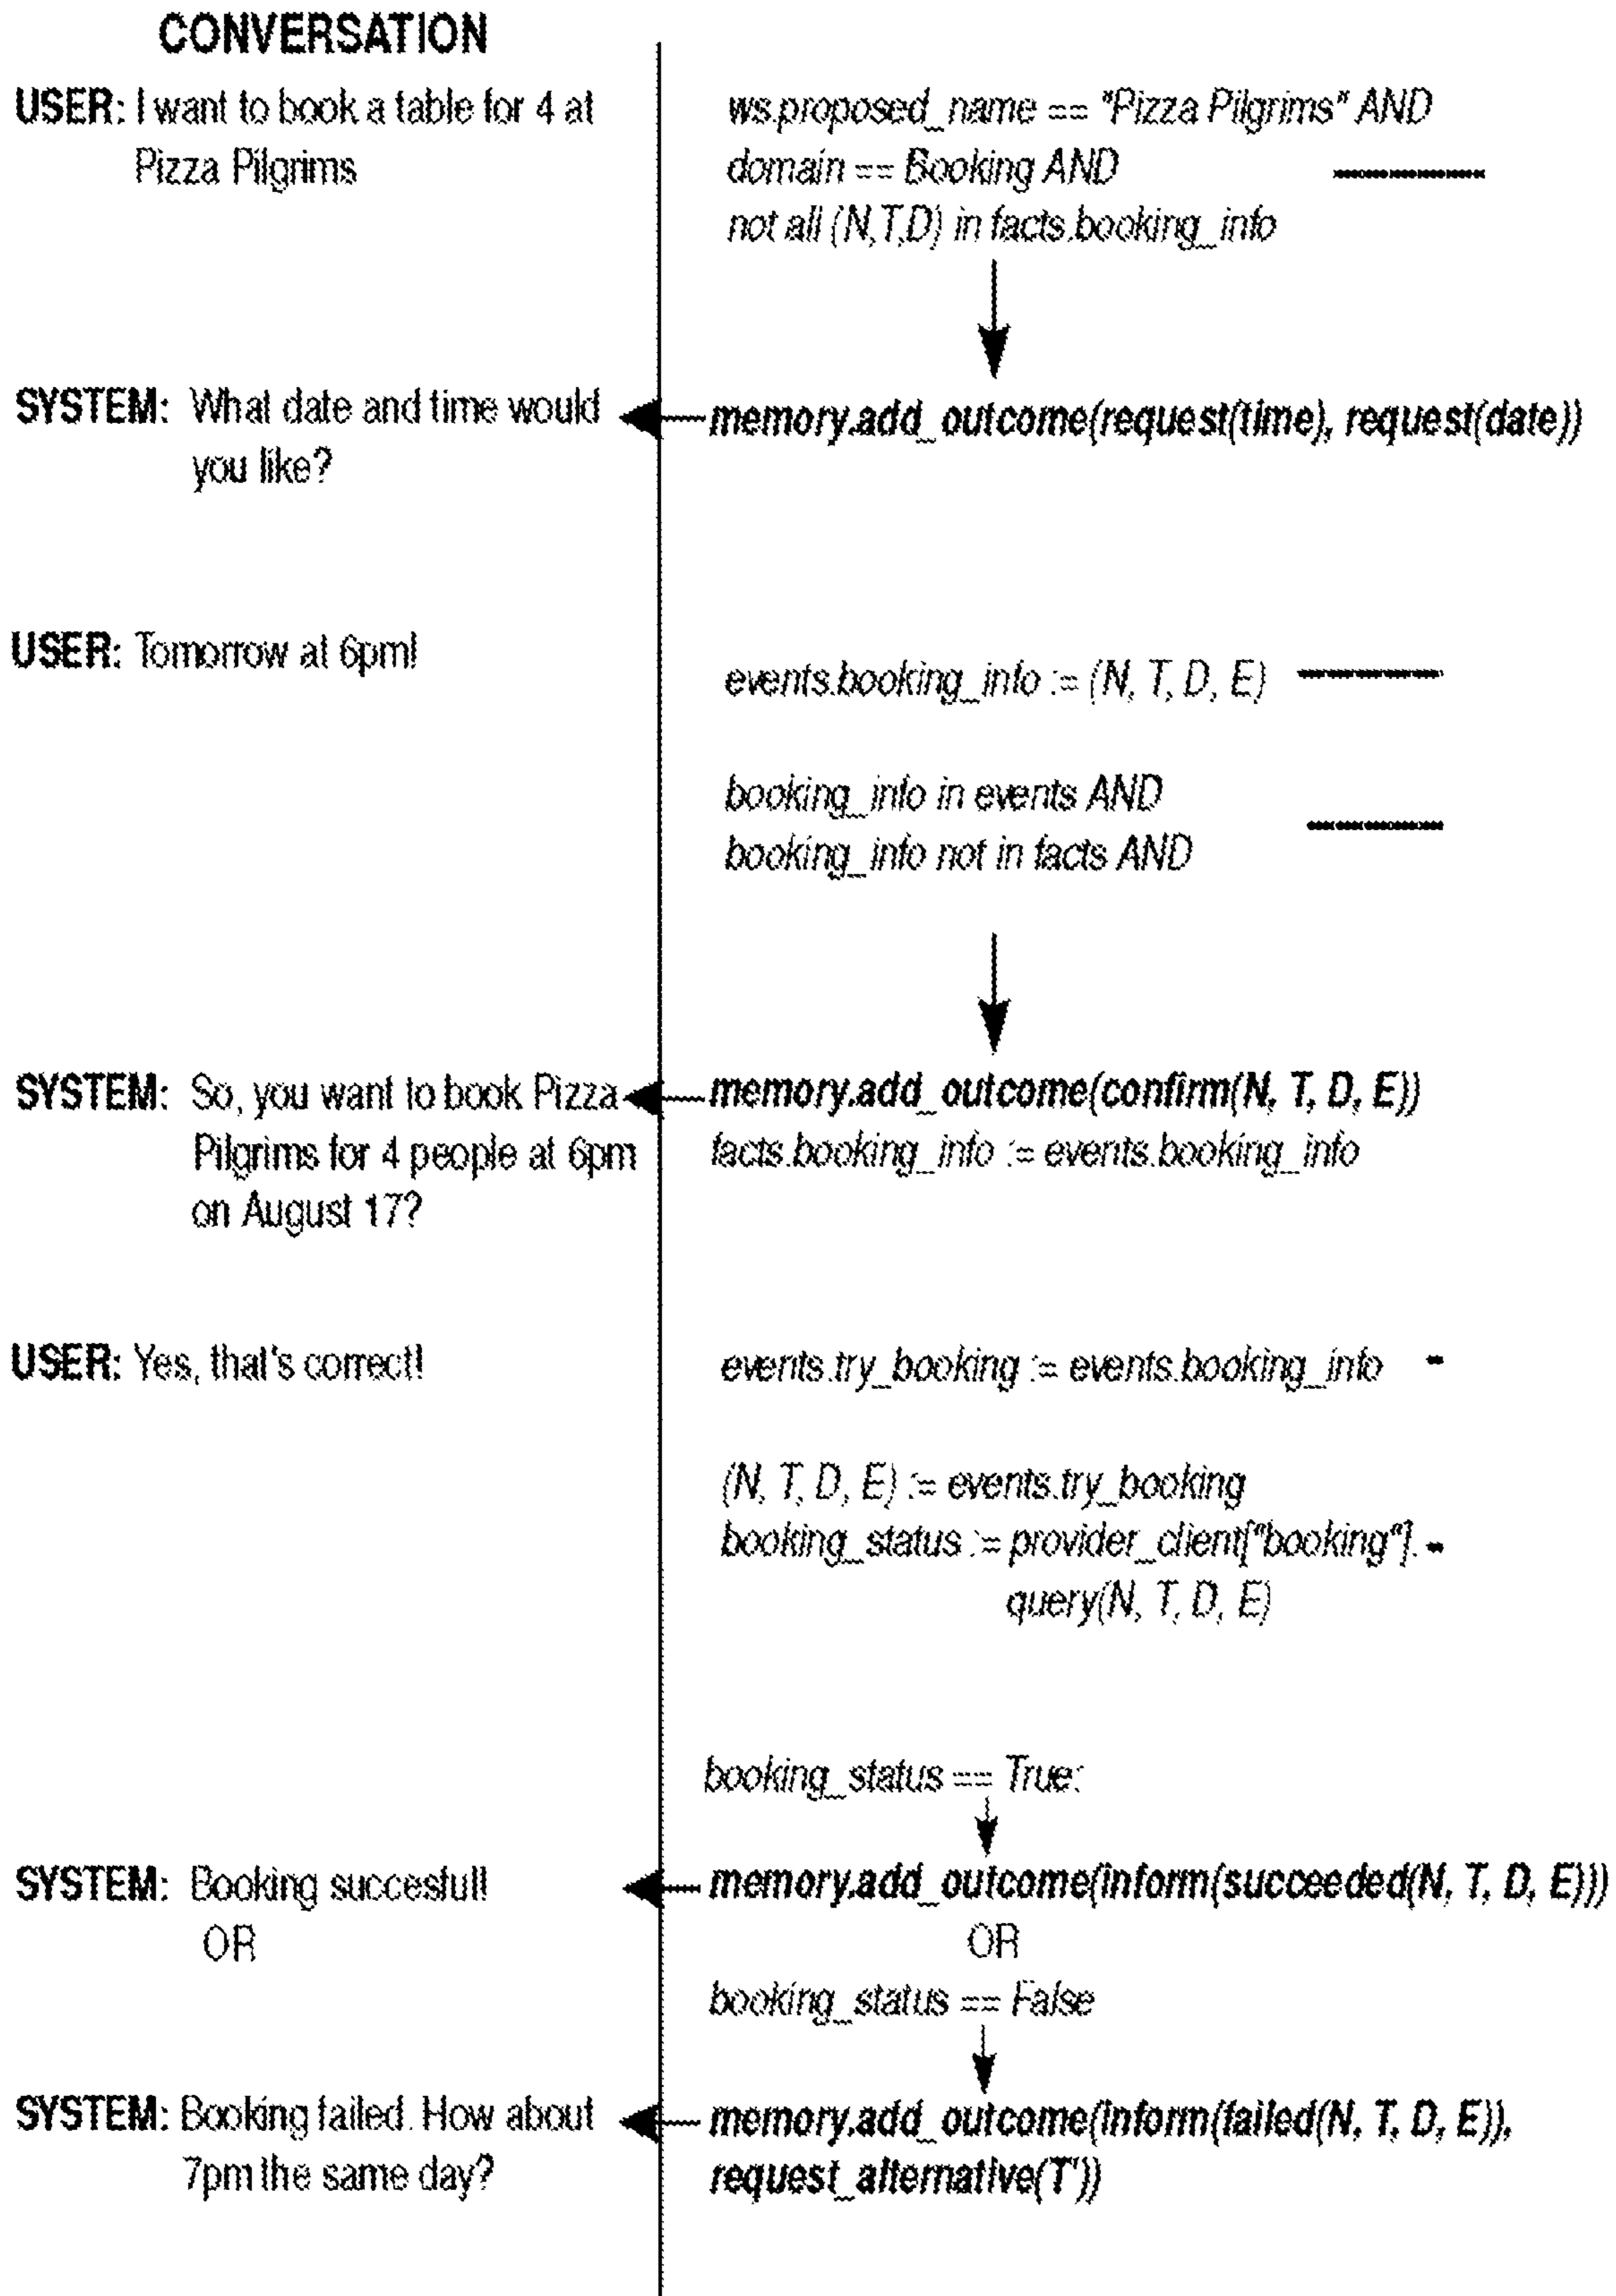 CONVERSATION
USER: I want to book a table for 4 at
Pizza Pilgrims
ws.proposed_name == "Pizza Pilgrims" AND
domain == Booking AND
not all (N,T,D) in facts.booking_info
SYSTEM: What date and time would
you like?
memory.add_outcome(request(time), request(date))
USER: Tomorrow at 6pm!
events.booking_info := (N, T, D, E)
booking_info in events AND
booking_info not in facts AND
SYSTEM: So, you want to book Pizza
Pilgrims for 4 people at 6pm
on August 17?
memory.add_outcome(confirm(N, T, D, E))
facts.booking_info := events.booking_info
USER: Yes, that's correct!
events.try_booking := events.booking_info
(N, T, D, E) := events.try_booking
booking_status := provider_client["booking"].
query(N, T, D, E)
booking_status == True:
SYSTEM: Booking succesful!
OR
memory.add_outcome(inform(succeeded(N, T, D, E)))
OR
booking_status == False
SYSTEM: Booking failed. How about
7pm the same day?
memory.add_outcome(inform(failed(N, T, D, E)),
request_alternative(T'))